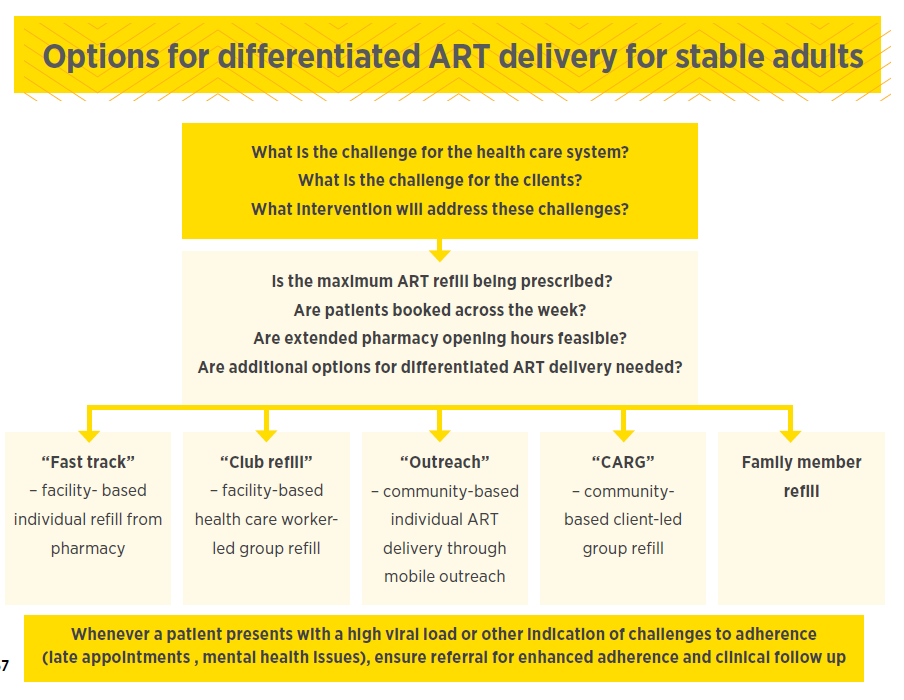 Options for differentiated ART delivery for stable adults
What is the challenge for the health care system?
What is the challenge for the clients?
What intervention will address these challenges?
Is the maximum ART refill being prescribed?
Are patients booked across the week?
Are extended pharmacy opening hours feasible?
Are additional options for differentiated ART delivery needed?
“Fast track”
– facility- based
individual refill from
pharmacy
“Club refill”
– facility-based
health care worker-
led group refill
“Outreach”
– community-based
individual ART
delivery through
mobile outreach
“CARG”
– community-
based client-led
group refill
Family member
refill
Whenever a patient presents with a high viral load or other indication of challenges to adherence
(late appointments , mental health issues), ensure referral for enhanced adherence and clinical follow up